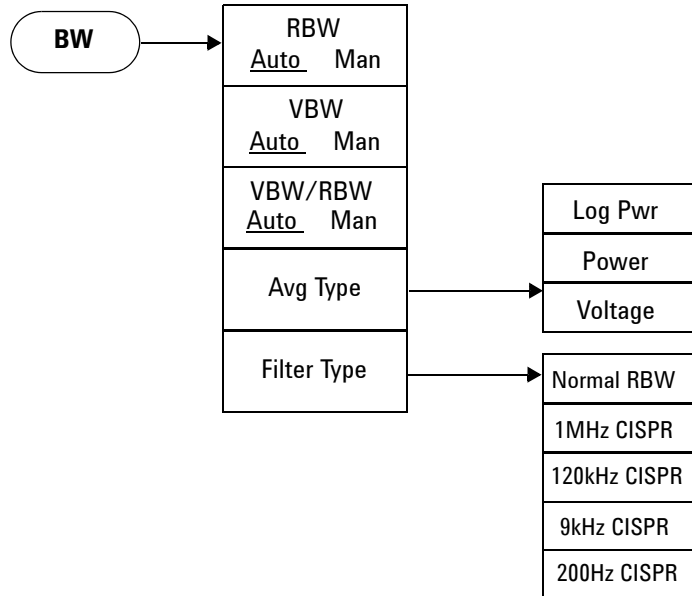 BW
RBW
Auto Man
VBW
Auto Man
VBW/RBW
Auto Man
Avg Type
Filter Type
Log Pwr
Power
Voltage
Normal RBW
1MHz CISPR
120kHz CISPR
9kHz CISPR
200Hz CISPR